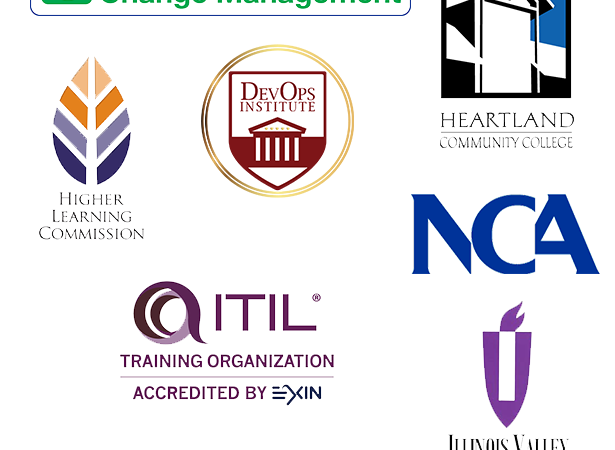 Change Management
DEVOPS
INSTITUTE
HEARTLAND
COMMUNITY COLLEGE
HIGHER
LEARNING
COMMISSION
NCA
ITIL®
TRAINING ORGANIZATION
ACCREDITED BY EXIN
ILLINOIS VALLEY